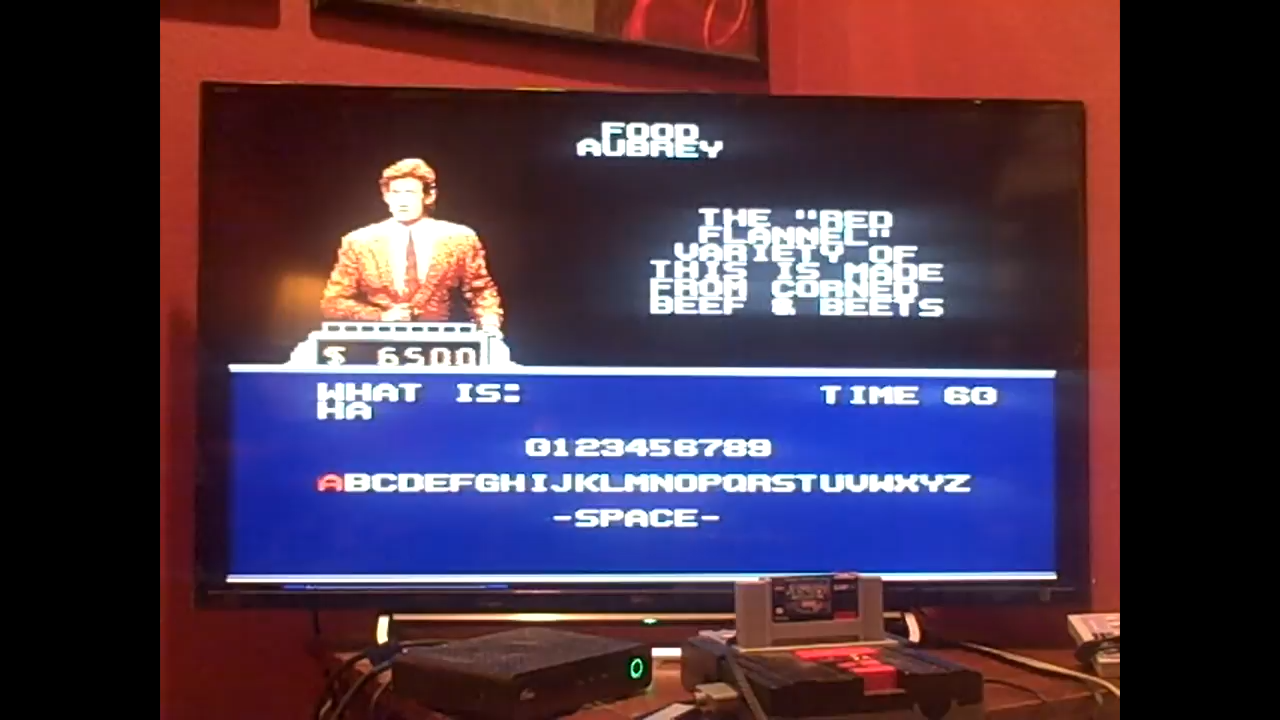 FOOD
AUBREY
THE "RED
FLANNEL"
VARIETY OF
THIS IS MADE
FROM CORNED
BEEF & BEETS
$ 6500
WHAT IS:
TIME 60
HA
0123456789
ABCDEFGHIJKLMNOPQRSTUVWXYZ
-SPACE-